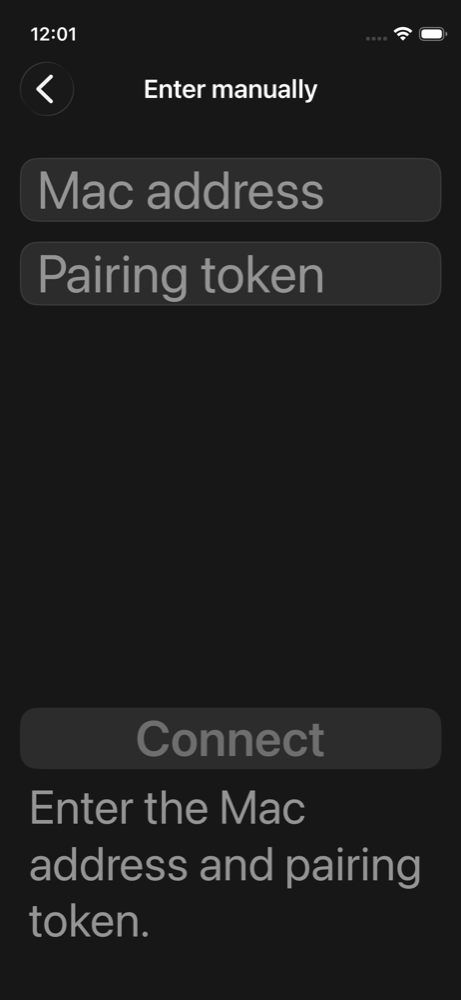 12:01
Enter manually
Mac address
Pairing token
Connect
Enter the Mac
address and pairing
token.